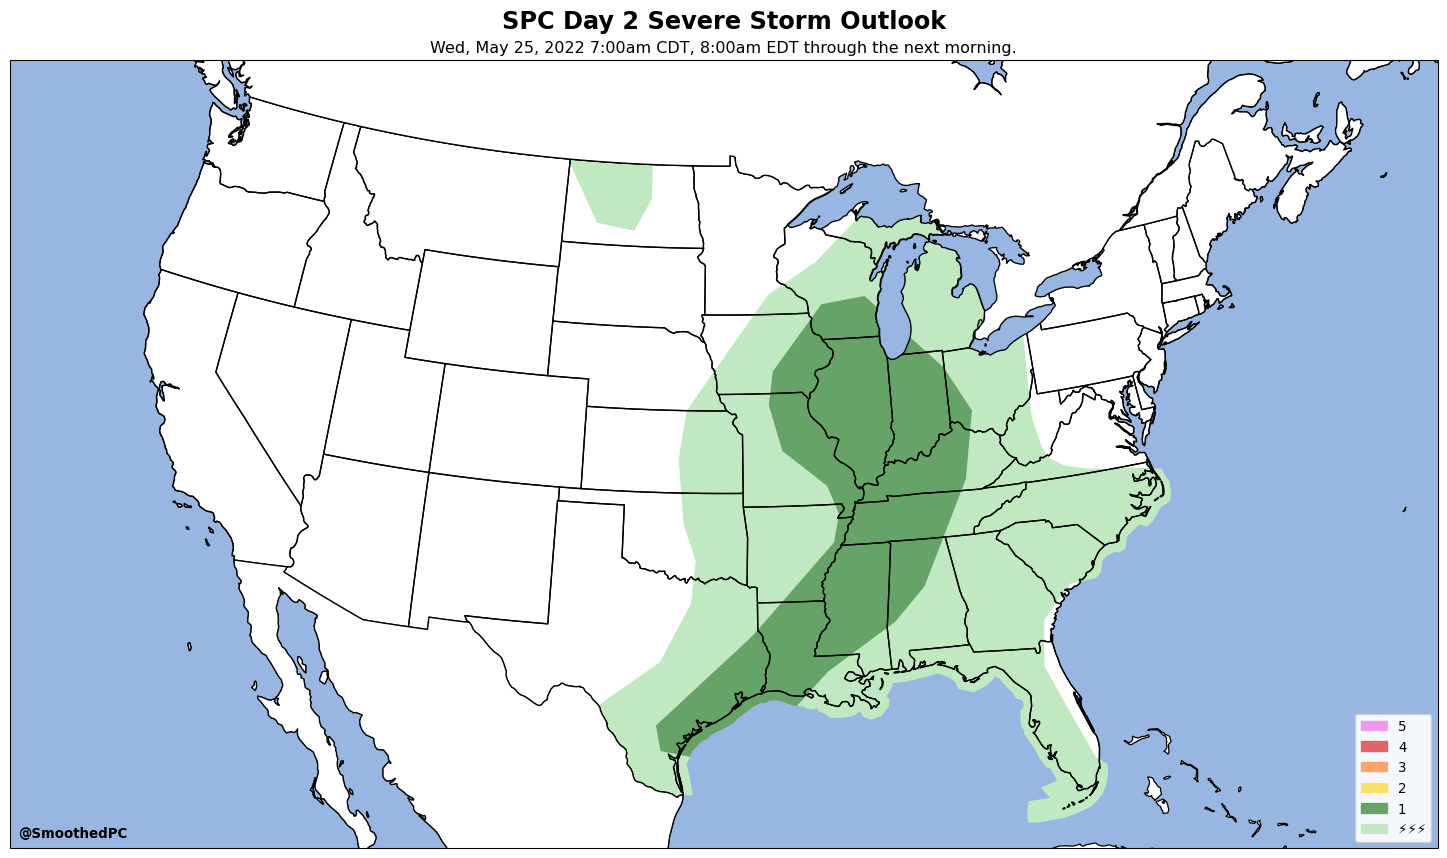 SPC Day 2 Severe Storm Outlook
Wed, May 25, 2022 7:00am CDT, 8:00am EDT through the next morning.
5
4
3
2
1
⚡⚡⚡
@SmoothedPC